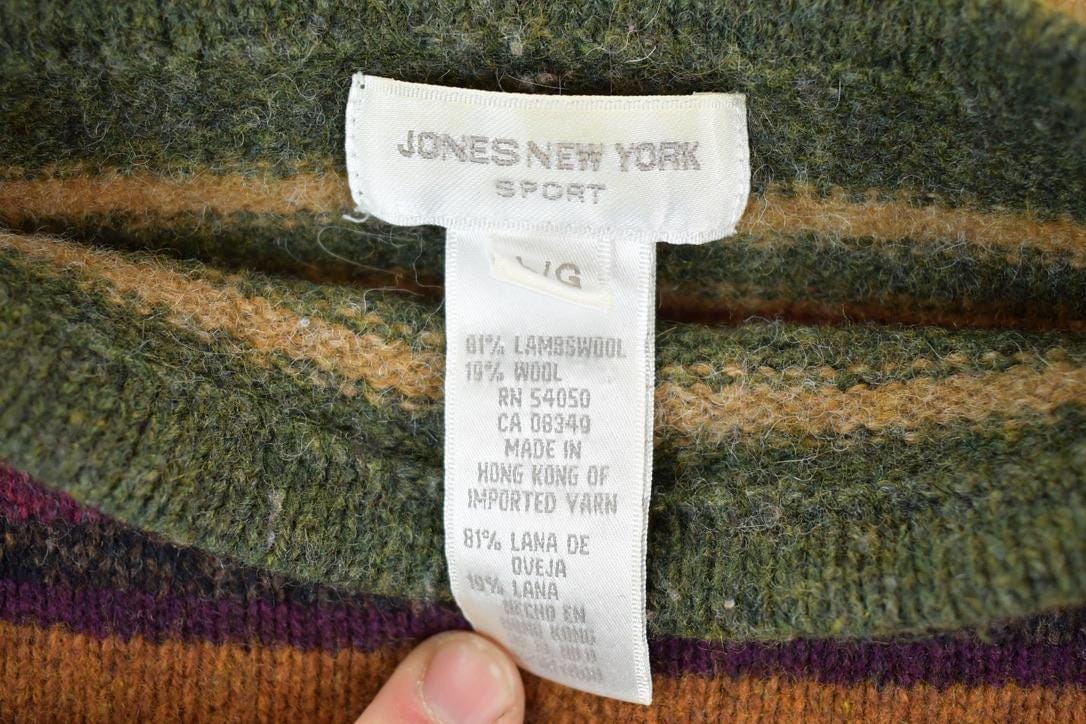 JONES NEW YORK
SPORT
/G
81% LAMBSWOOL
19% WOOL
RN 54050
CA 08349
MADE IN
HONG KONG OF
IMPORTED YARN
81% LANA DE
OVEJA
19% LANA
HECHO EN
HONG KONG